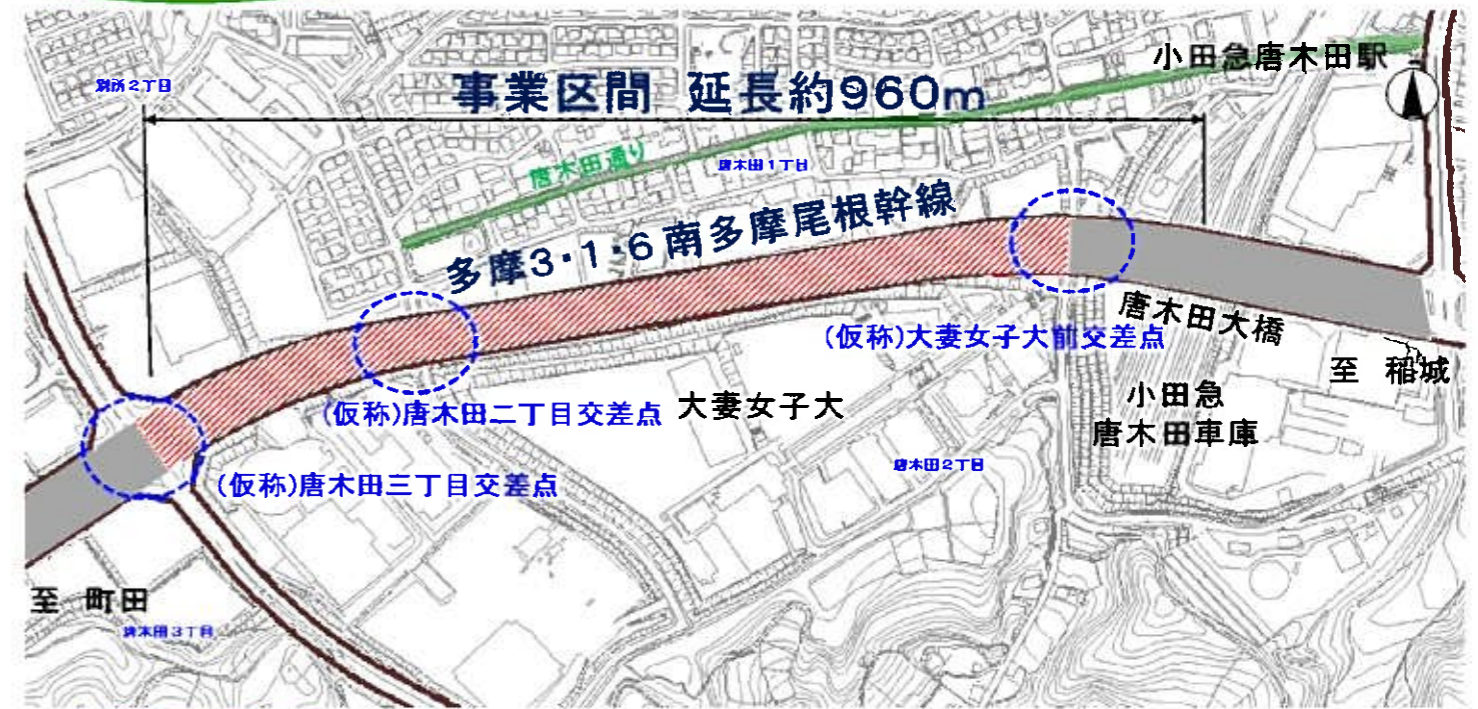 小田急唐木田駅
別所2丁目
事業区間 延長約960m
唐木田通り
唐木田1丁目
多摩3・1・6南多摩尾根幹線
唐木田大橋
(仮称)大妻女子大前交差点
至 稲城
(仮称)唐木田二丁目交差点
大妻女子大
小田急
唐木田車庫
唐木田2丁目
(仮称)唐木田三丁目交差点
至 町田
唐木田3丁目